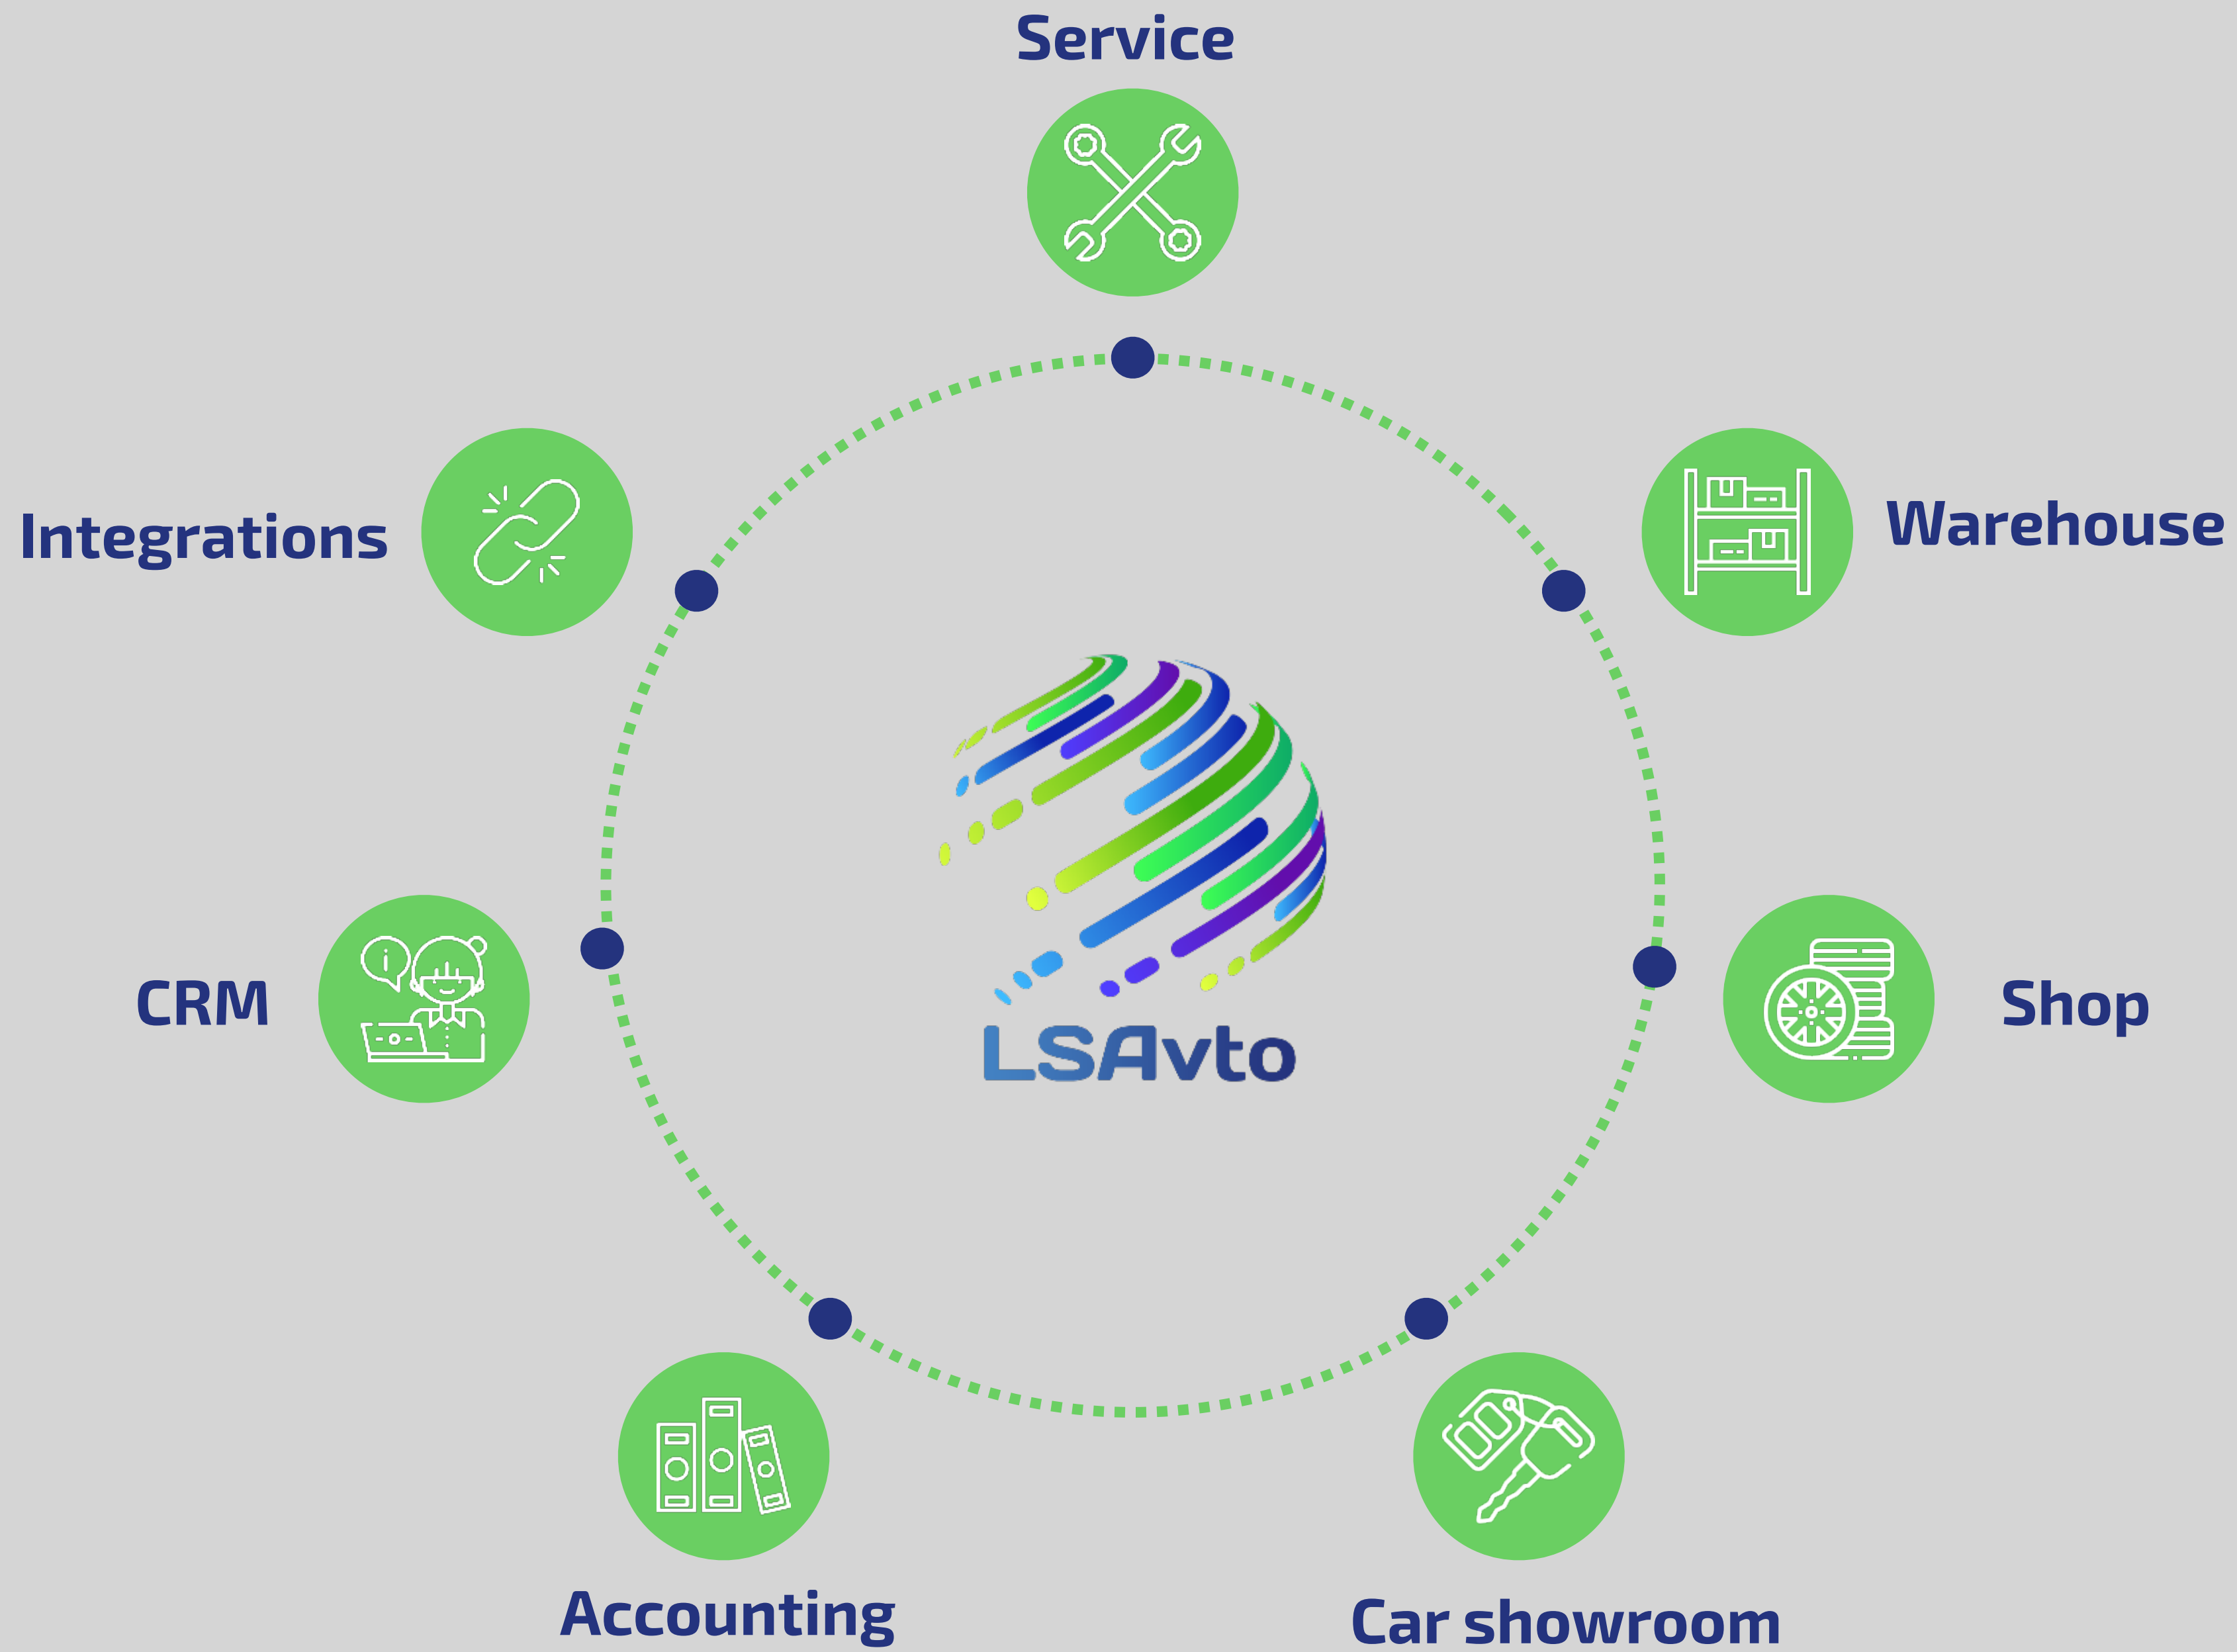 Service
Integrations
Warehouse
CRM
LSAvto
Shop
Accounting
Car showroom